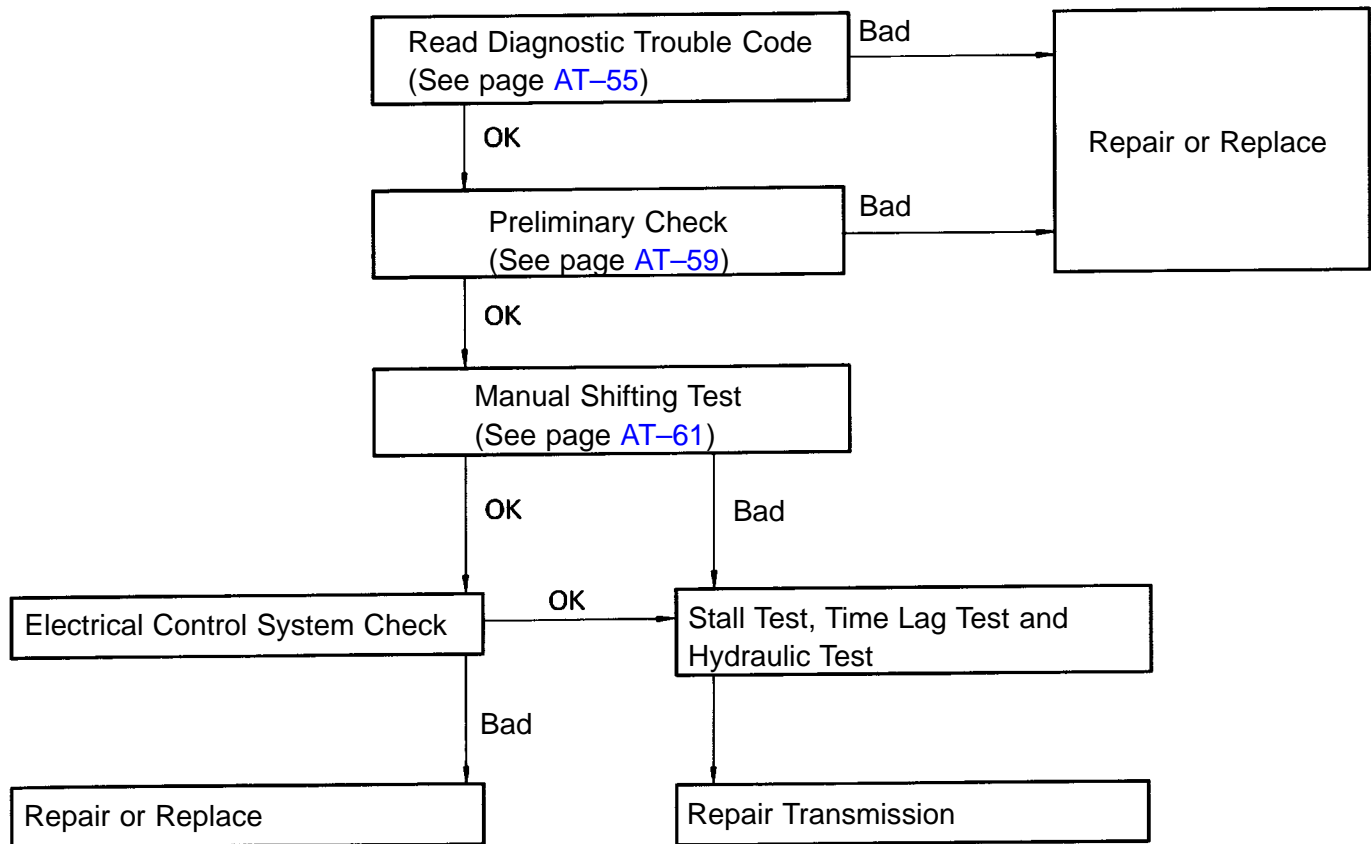 Read Diagnostic Trouble Code
(See page AT–55)
Bad
Repair or Replace
OK
Preliminary Check
(See page AT–59)
Bad
OK
Manual Shifting Test
(See page AT–61)
OK
Bad
Electrical Control System Check
OK
Stall Test, Time Lag Test and
Hydraulic Test
Bad
Repair or Replace
Repair Transmission